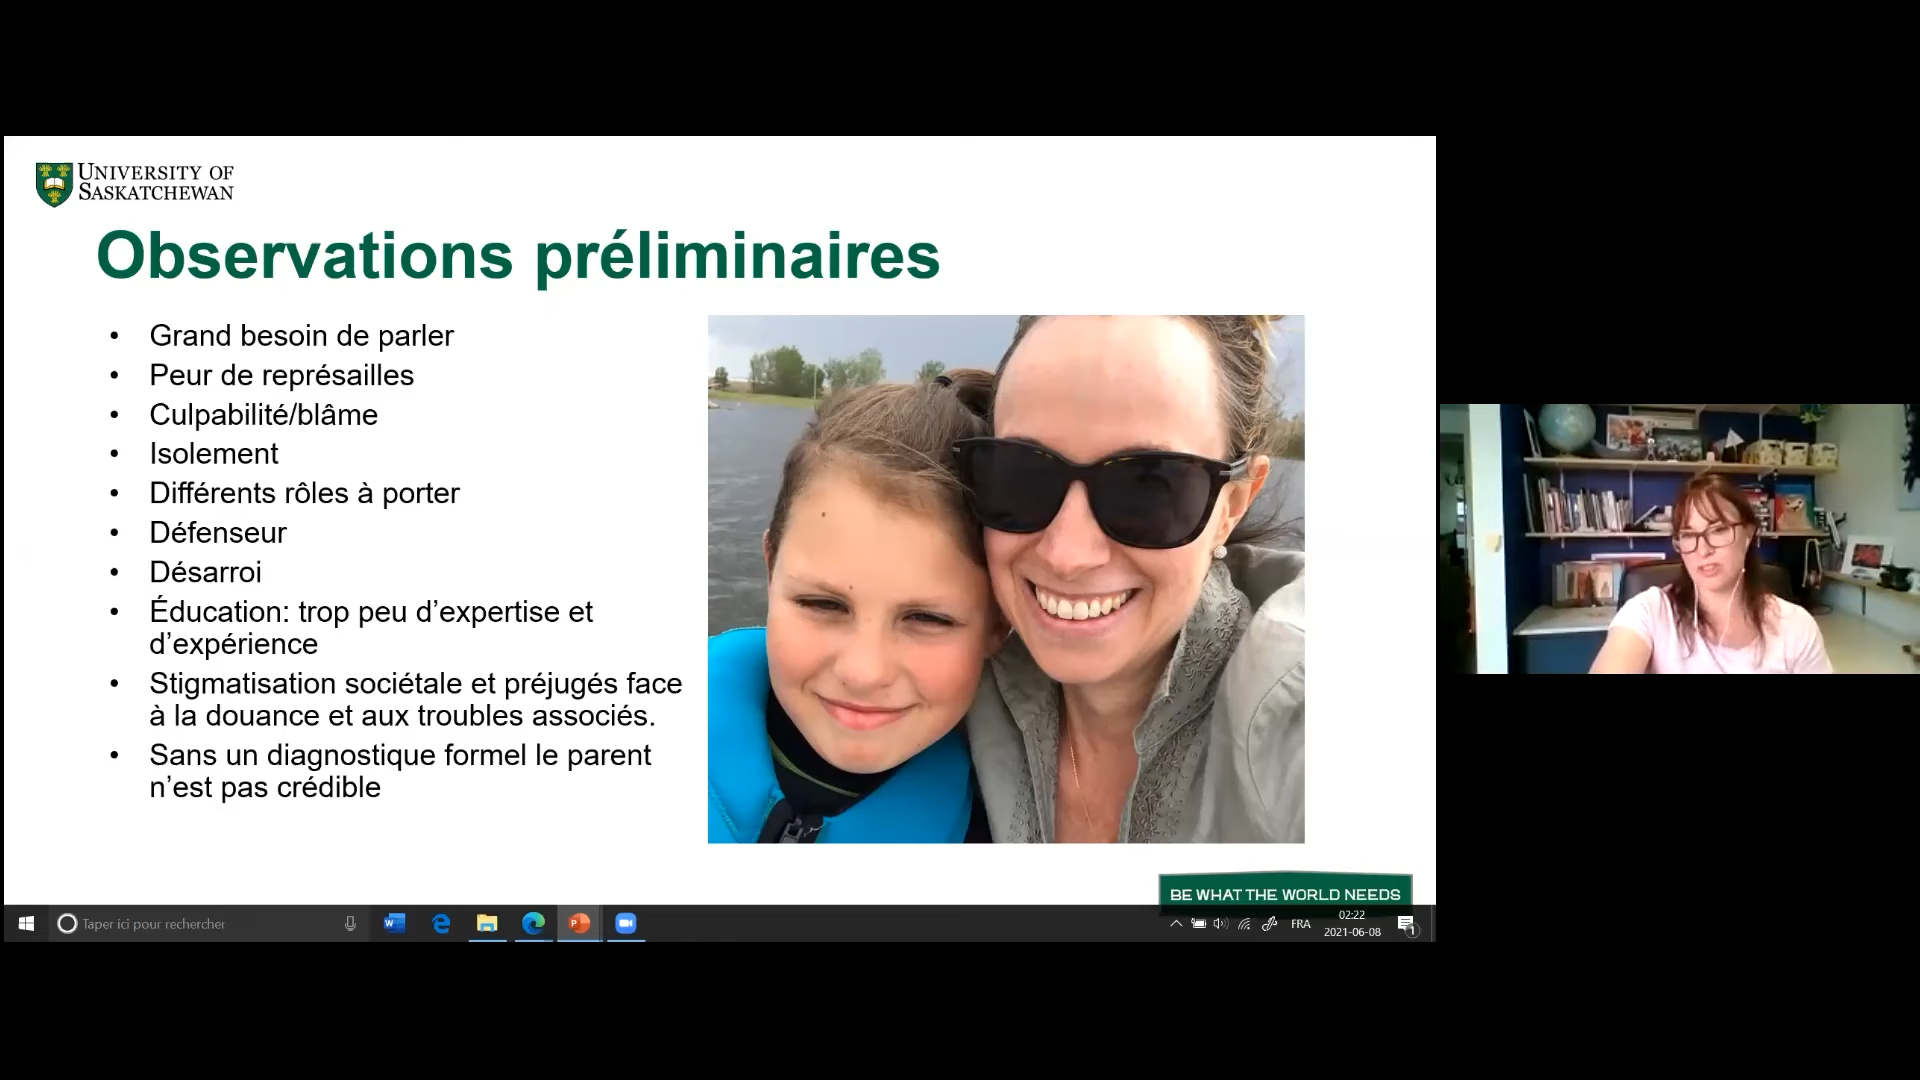 UNIVERSITY OF
SASKATCHEWAN
Observations préliminaires
• Grand besoin de parler
• Peur de représailles
• Culpabilité/blâme
• Isolement
• Différents rôles à porter
• Défenseur
• Désarroi
• Éducation: trop peu d’expertise et
d’expérience
• Stigmatisation sociétale et préjugés face
à la douance et aux troubles associés.
• Sans un diagnostique formel le parent
n’est pas crédible
BE WHAT THE WORLD NEEDS
Taper ici pour rechercher
FRA
02:22
2021-06-08
1